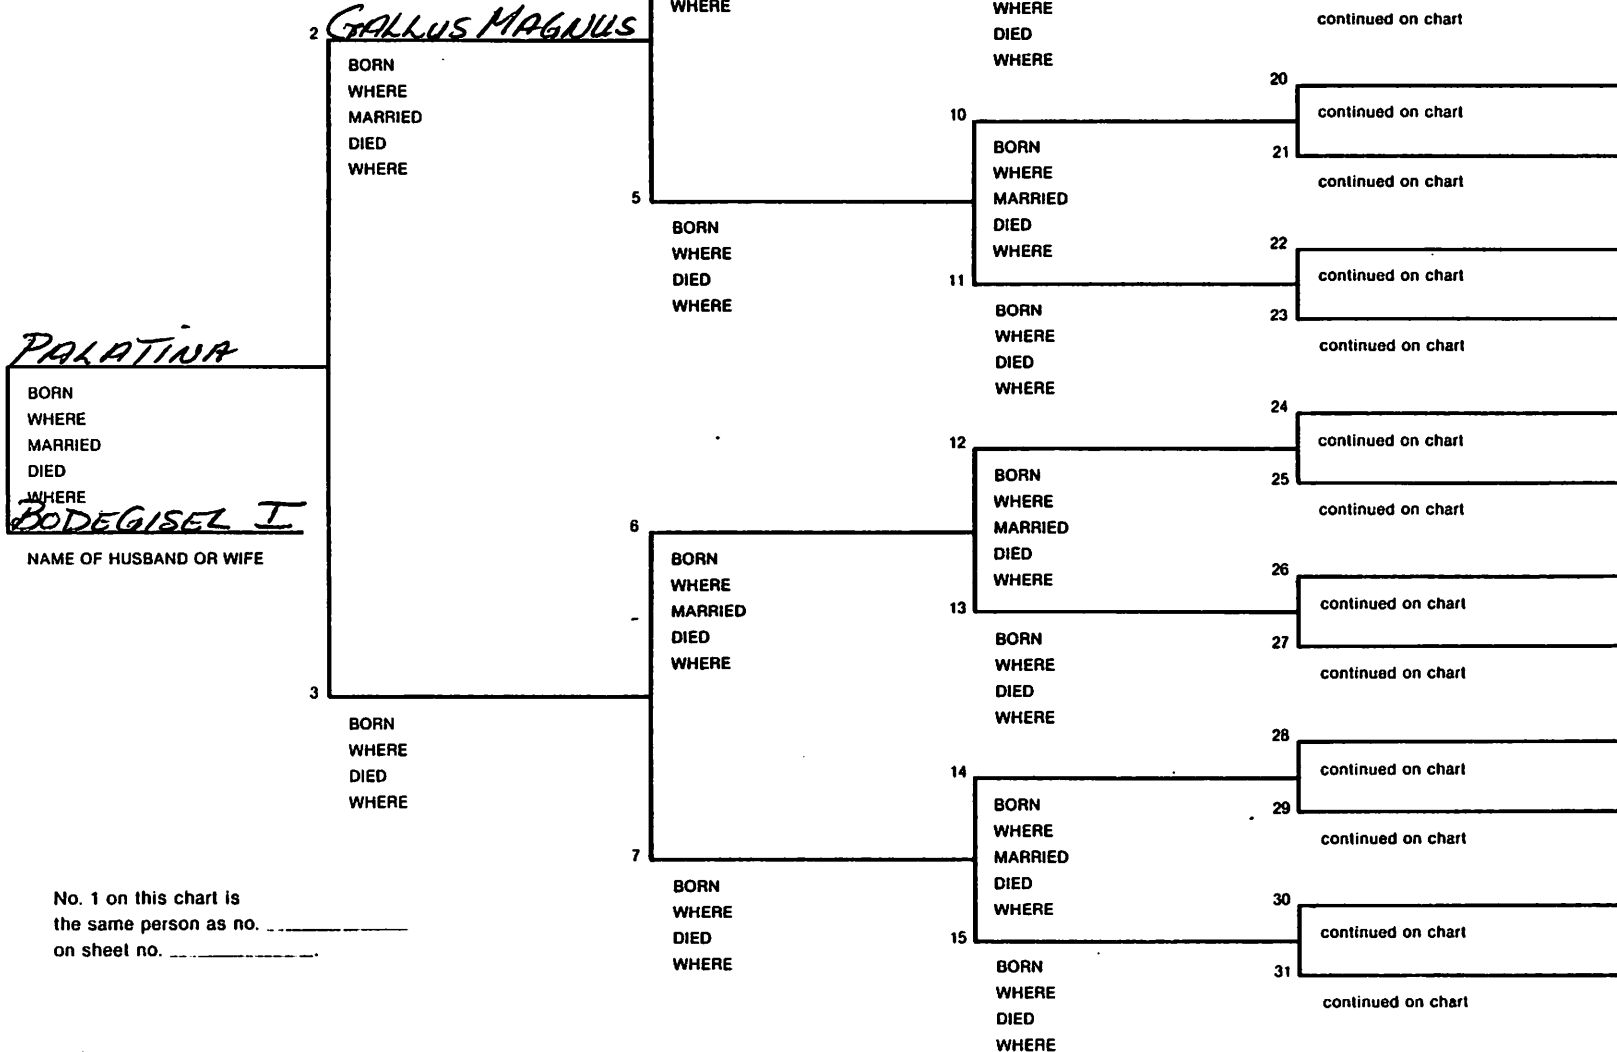 2 GALLUS MAGNUS
BORN
WHERE
MARRIED
DIED
WHERE
PALATINA
BORN
WHERE
MARRIED
DIED
WHERE
BODEGISEL I
NAME OF HUSBAND OR WIFE
3
BORN
WHERE
DIED
WHERE
No. 1 on this chart is
the same person as no.
on sheet no.
WHERE
5
BORN
WHERE
DIED
WHERE
6
BORN
WHERE
MARRIED
DIED
WHERE
7
BORN
WHERE
DIED
WHERE
WHERE
DIED
WHERE
10
BORN
WHERE
MARRIED
DIED
WHERE
11
BORN
WHERE
DIED
WHERE
12
BORN
WHERE
MARRIED
DIED
WHERE
13
BORN
WHERE
DIED
WHERE
14
BORN
WHERE
MARRIED
DIED
WHERE
15
BORN
WHERE
DIED
WHERE
continued on chart
20
continued on chart
21
continued on chart
22
continued on chart
23
continued on chart
24
continued on chart
25
continued on chart
26
continued on chart
27
continued on chart
28
continued on chart
29
continued on chart
30
continued on chart
31
continued on chart